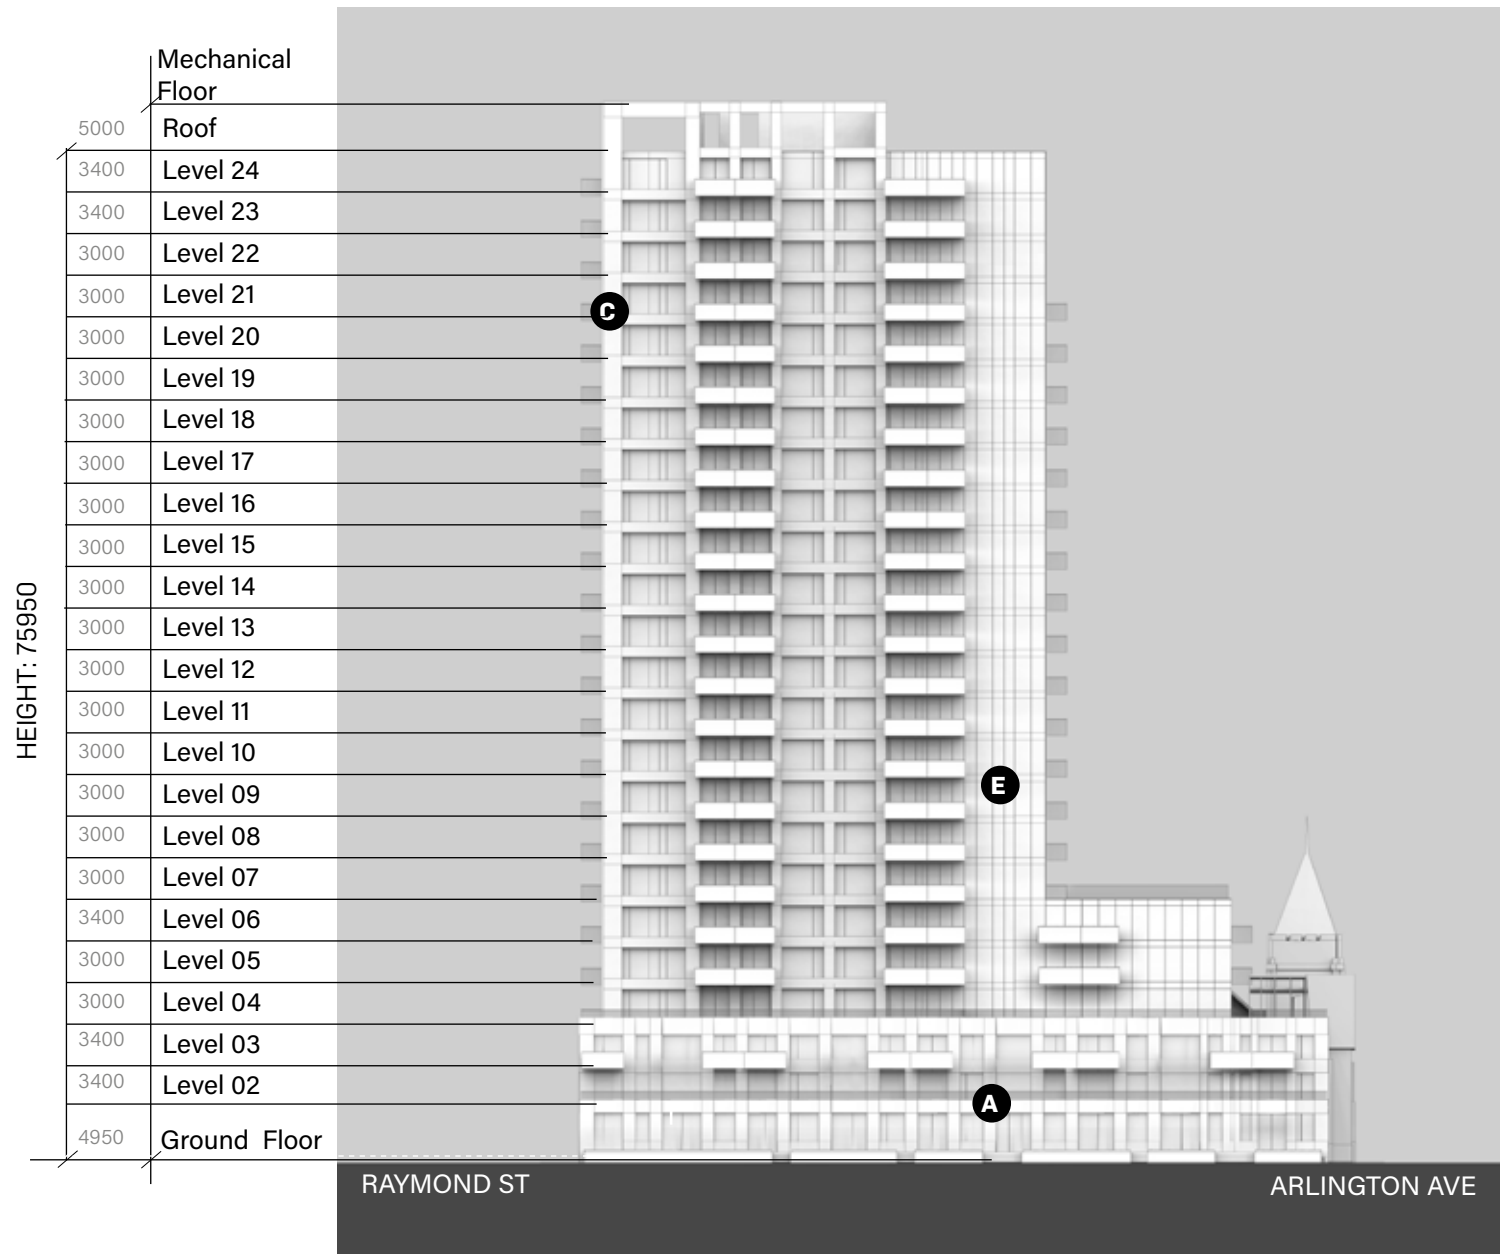 Mechanical
Floor
5000 Roof
3400 Level 24
3400 Level 23
3000 Level 22
3000 Level 21
C
3000 Level 20
3000 Level 19
3000 Level 18
3000 Level 17
3000 Level 16
3000 Level 15
3000 Level 14
3000 Level 13
3000 Level 12
3000 Level 11
3000 Level 10
E
3000 Level 09
3000 Level 08
3000 Level 07
3400 Level 06
3000 Level 05
3000 Level 04
3400 Level 03
3400 Level 02
A
4950 Ground Floor
HEIGHT: 75950
RAYMOND ST
ARLINGTON AVE